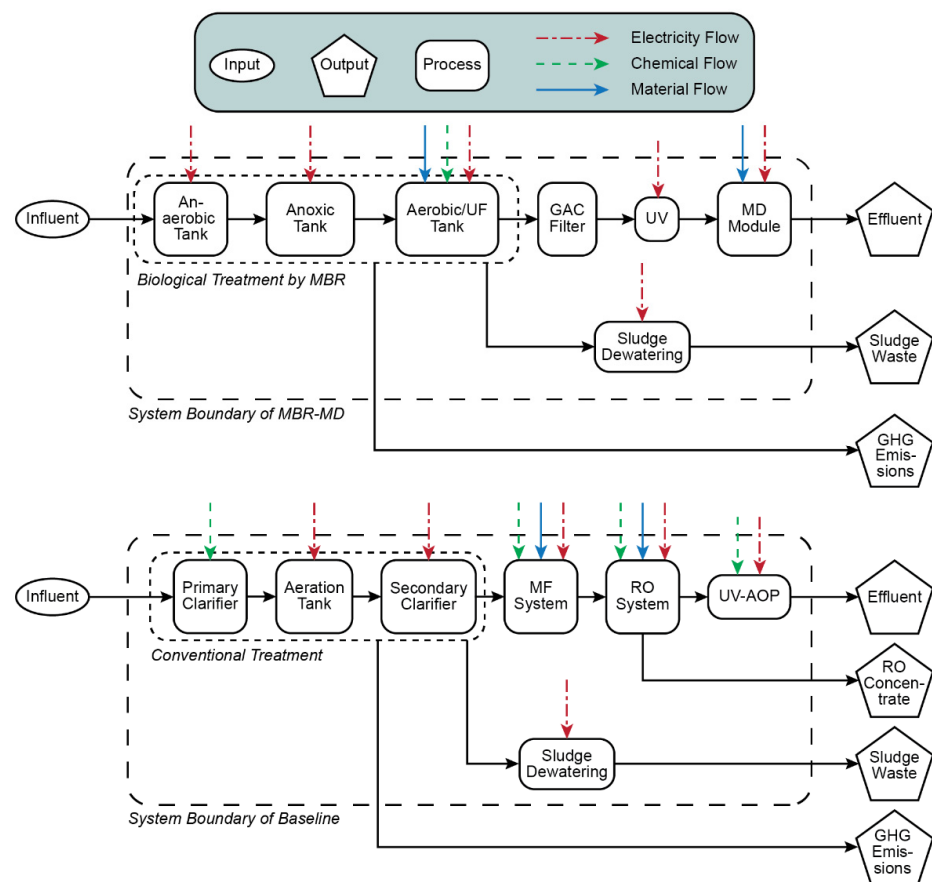 Input
Output
Process
Electricity Flow
Chemical Flow
Material Flow
Influent
An-
aerobic
Tank
Anoxic
Tank
Aerobic/UF
Tank
GAC
Filter
UV
MD
Module
Effluent
Biological Treatment by MBR
Sludge
Dewatering
Sludge
Waste
System Boundary of MBR-MD
GHG
Emis-
sions
Influent
Primary
Clarifier
Aeration
Tank
Secondary
Clarifier
MF
System
RO
System
UV-AOP
Effluent
Conventional Treatment
RO
Concen-
trate
Sludge
Dewatering
Sludge
Waste
System Boundary of Baseline
GHG
Emis-
sions